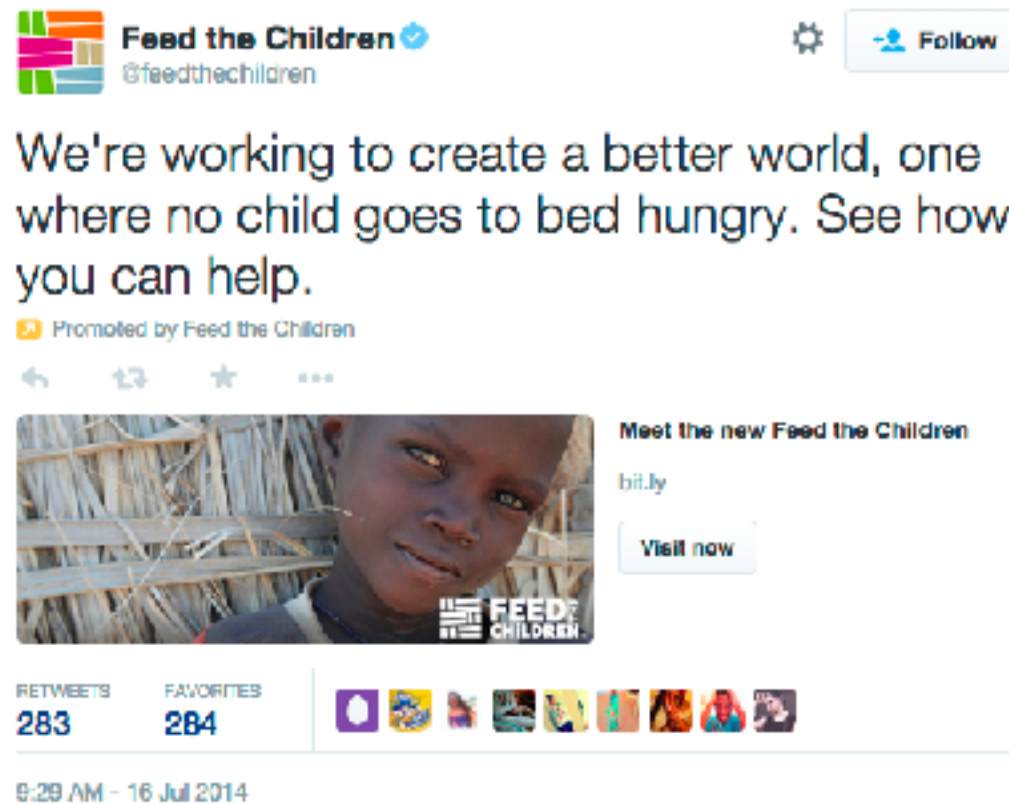 Feed the Children
@feedthechildren
Follow
We're working to create a better world, one
where no child goes to bed hungry. See how
you can help.
Promoted by Feed the Children
Meet the new Feed the Children
bit.ly
Visit now
FEED THE
CHILDREN
RETWEETS FAVORITES
283 284
9:29 AM - 16 Jul 2014